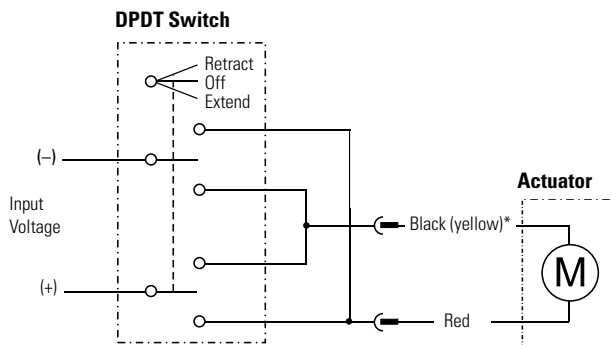 DPDT Switch
Retract
Off
Extend
(–)
Input
Voltage
(+)
Actuator
Black (yellow)*
M
Red